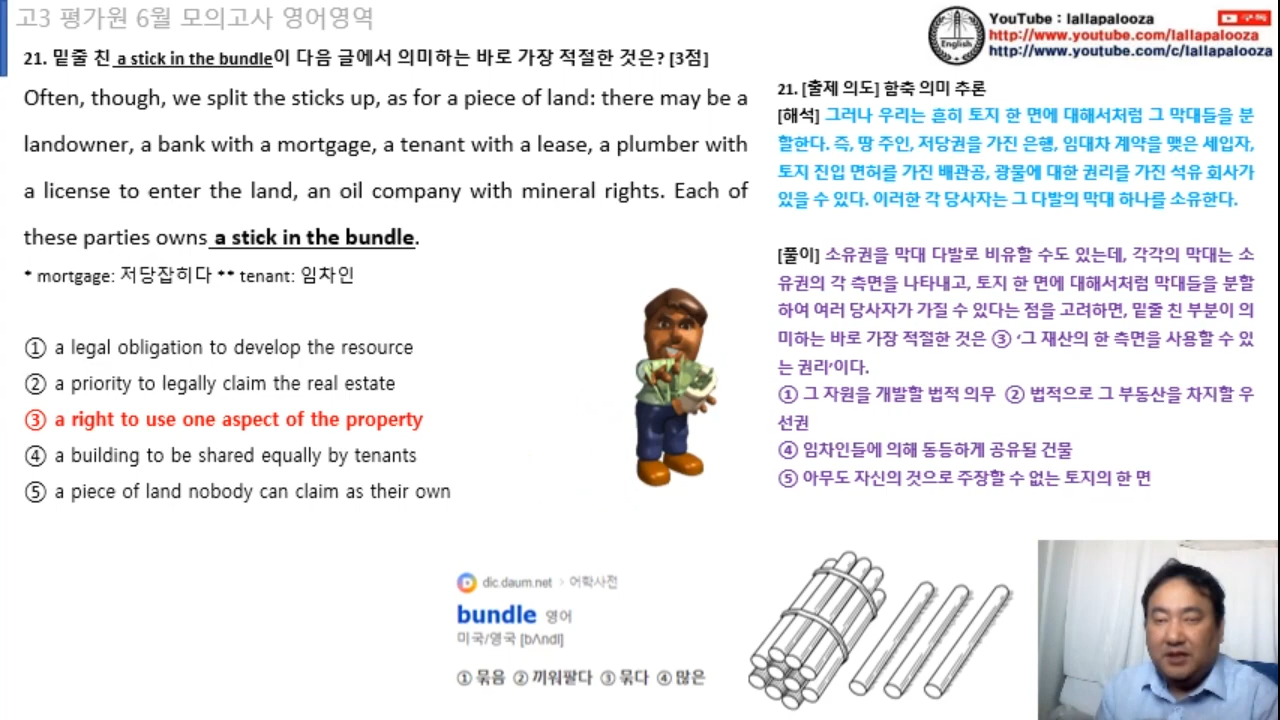 고3 평가원 6월 모의고사 영어영역
YouTube : lallapalooza
구독
http://www.youtube.com/lallapalooza
http://www.youtube.com/c/lallapalooza
English
21. 밑줄 친 a stick in the bundle이 다음 글에서 의미하는 바로 가장 적절한 것은? [3점]
Often, though, we split the sticks up, as for a piece of land: there may be a
landowner, a bank with a mortgage, a tenant with a lease, a plumber with
a license to enter the land, an oil company with mineral rights. Each of
these parties owns a stick in the bundle.
* mortgage: 저당잡히다 ** tenant: 임차인
① a legal obligation to develop the resource
② a priority to legally claim the real estate
③ a right to use one aspect of the property
④ a building to be shared equally by tenants
⑤ a piece of land nobody can claim as their own
21. [출제 의도] 함축 의미 추론
[해석] 그러나 우리는 흔히 토지 한 면에 대해서처럼 그 막대들을 분
할한다. 즉, 땅 주인, 저당권을 가진 은행, 임대차 계약을 맺은 세입자,
토지 진입 면허를 가진 배관공, 광물에 대한 권리를 가진 석유 회사가
있을 수 있다. 이러한 각 당사자는 그 다발의 막대 하나를 소유한다.
[풀이] 소유권을 막대 다발로 비유할 수도 있는데, 각각의 막대는 소
유권의 각 측면을 나타내고, 토지 한 면에 대해서처럼 막대들을 분할
하여 여러 당사자가 가질 수 있다는 점을 고려하면, 밑줄 친 부분이 의
미하는 바로 가장 적절한 것은 ③ ‘그 재산의 한 측면을 사용할 수 있
는 권리’이다.
① 그 자원을 개발할 법적 의무 ② 법적으로 그 부동산을 차지할 우
선권
④ 임차인들에 의해 동등하게 공유될 건물
⑤ 아무도 자신의 것으로 주장할 수 없는 토지의 한 면
dic.daum.net › 어학사전
bundle 영어
미국/영국 [bʌndl]
① 묶음 ② 끼워팔다 ③ 묶다 ④ 많은